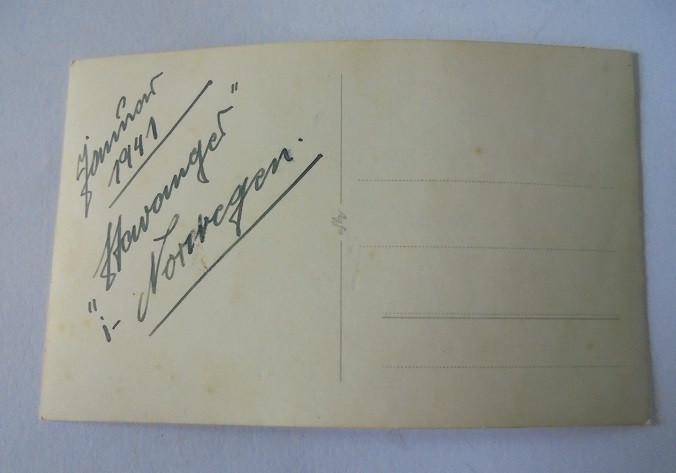 Januar
1941
"Stavanger"
i- Norwegen.